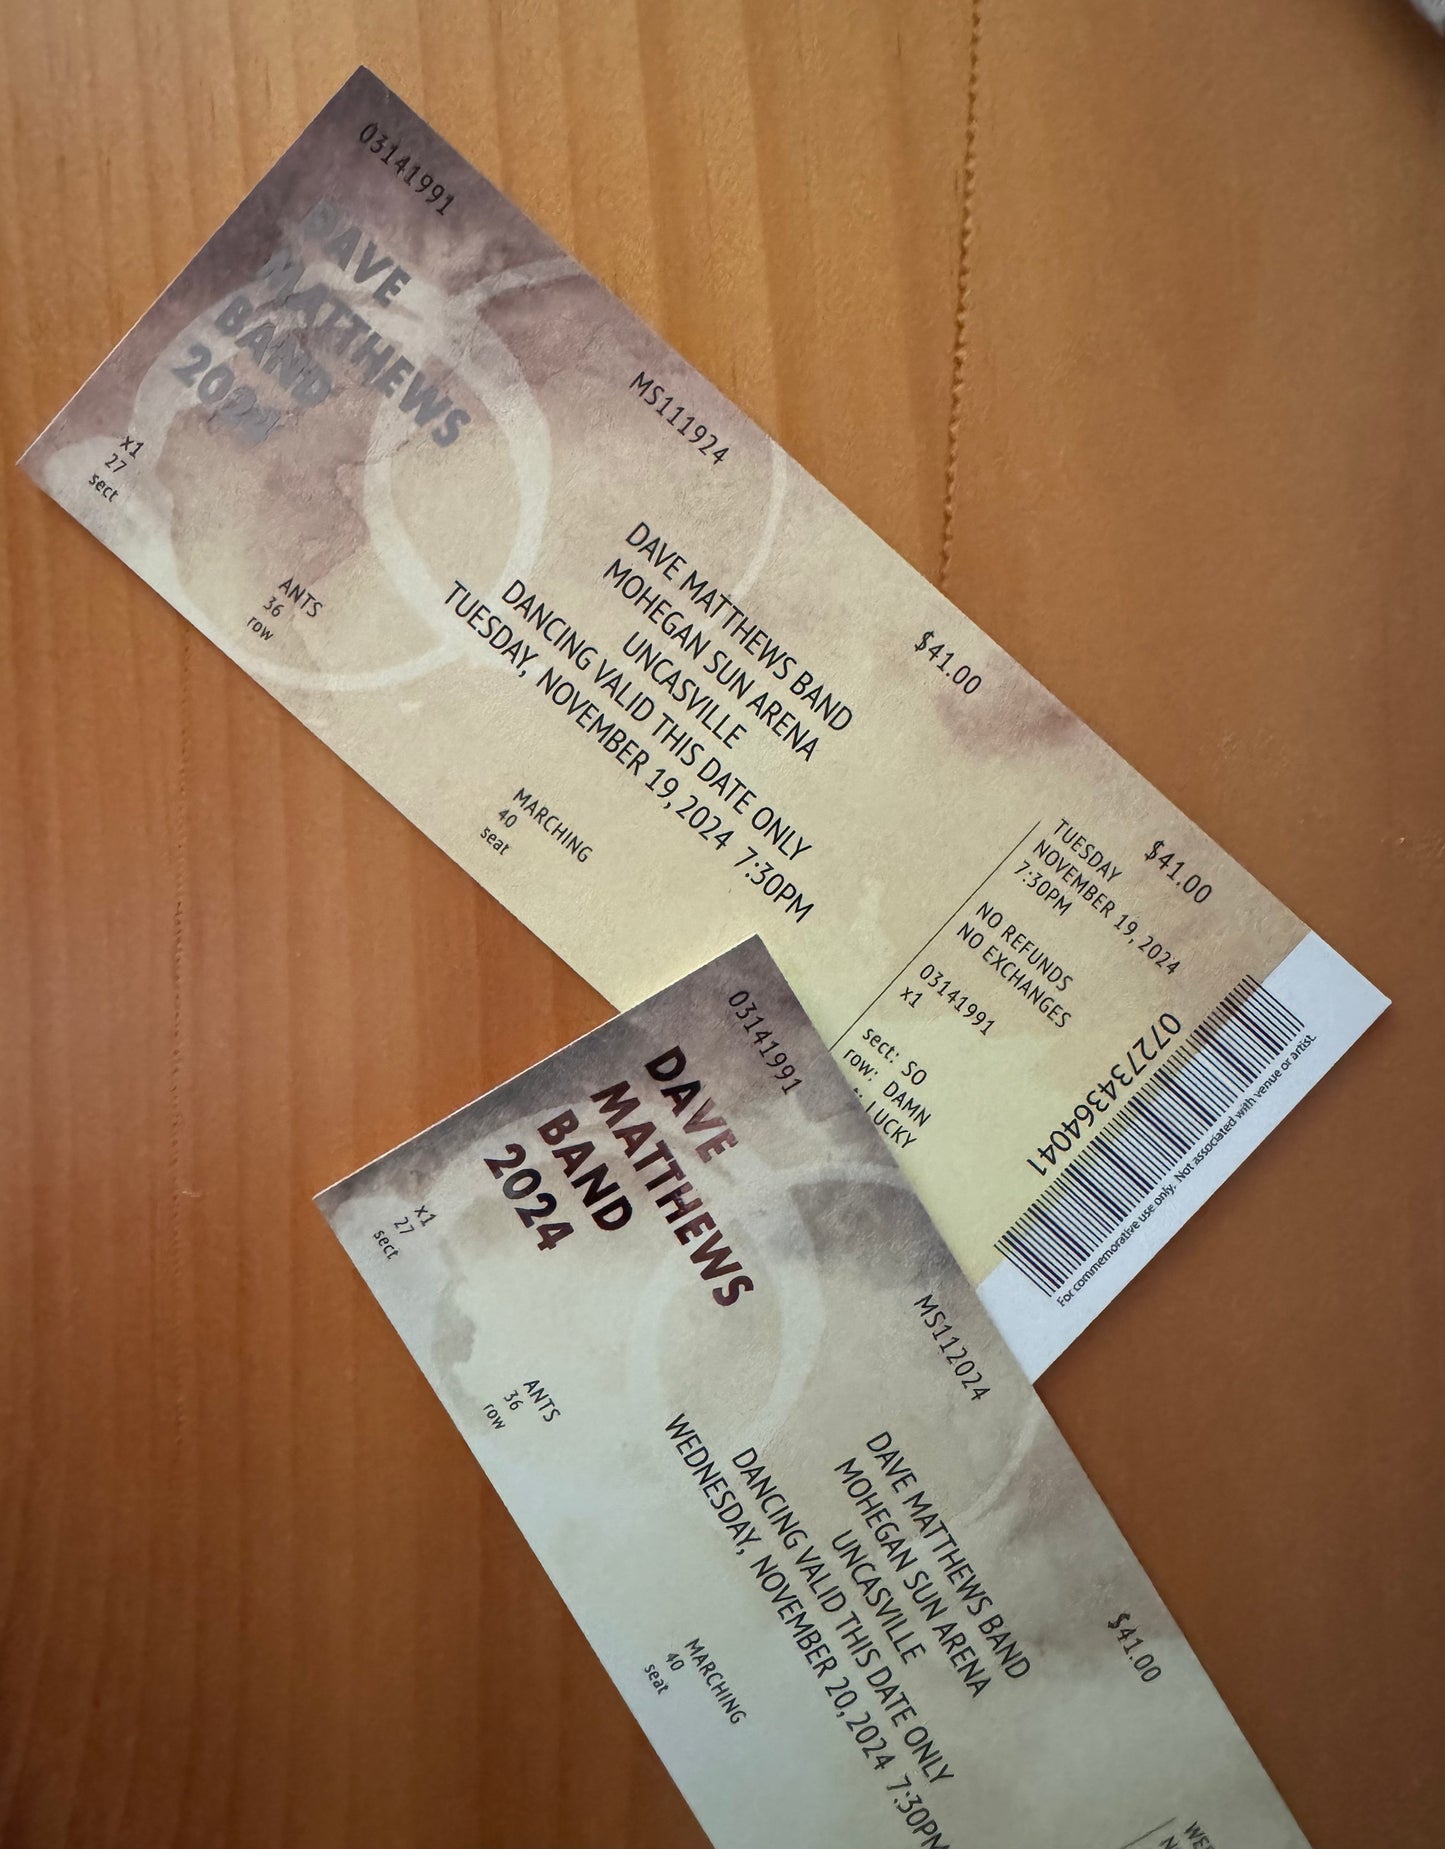 03141991
DAVE
MATTHEWS
BAND
2024
x1
27
sect
ANTS
36
row
MARCHING
40
seat
MS111924
DAVE MATTHEWS BAND
MOHEGAN SUN ARENA
UNCASVILLE
DANCING VALID THIS DATE ONLY
TUESDAY, NOVEMBER 19, 2024 7:30PM
$41.00
$41.00
TUESDAY
NOVEMBER 19, 2024
7:30PM
NO REFUNDS
NO EXCHANGES
03141991
x1
sect: SO
row: DAMN
LUCKY
07273436404​1
For commemorative use only. Not associated with venue or artist.
03141991
DAVE
MATTHEWS
BAND
2024
x1
27
sect
ANTS
36
row
MARCHING
40
seat
MS112024
DAVE MATTHEWS BAND
MOHEGAN SUN ARENA
UNCASVILLE
DANCING VALID THIS DATE ONLY
WEDNESDAY, NOVEMBER 20, 2024 7:30PM
$41.00